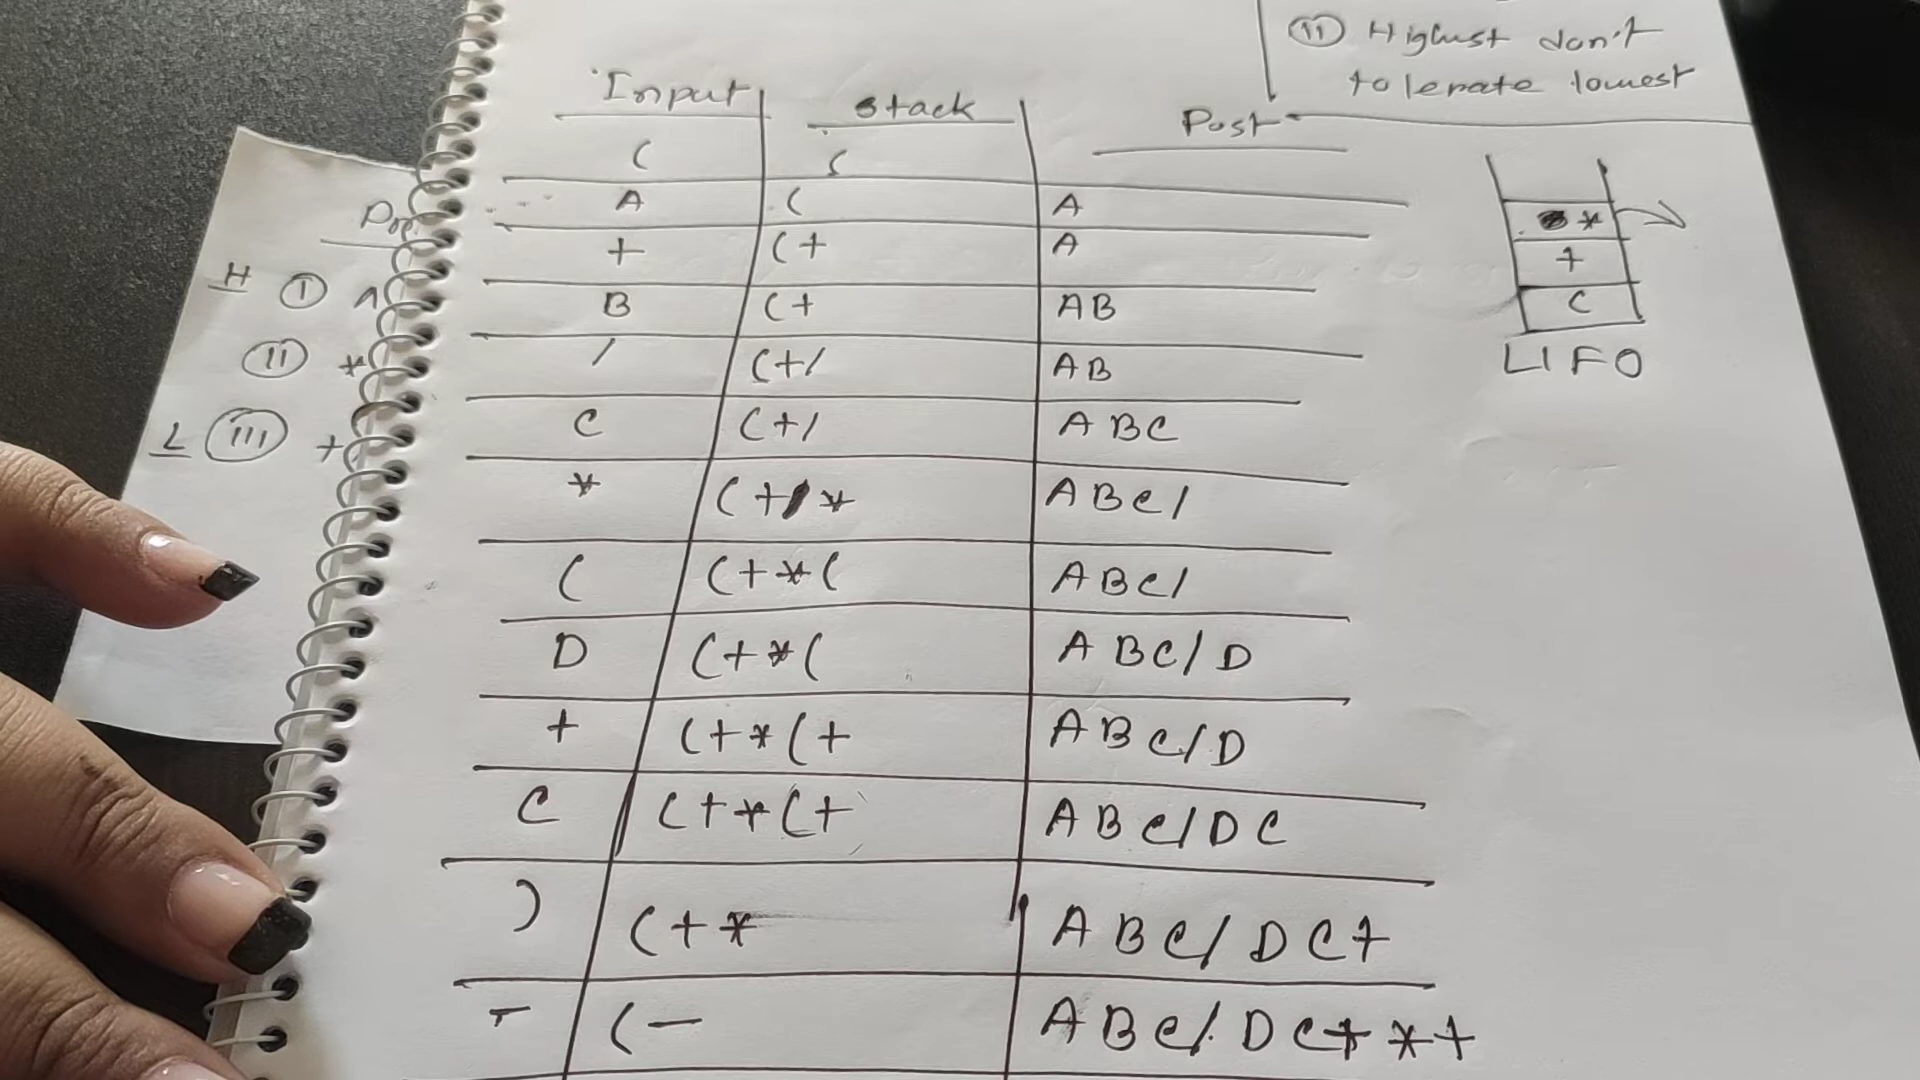 (11) Highest don't
tolerate lowest
Input | stack | Post
( | (
A | ( | A
+ | (+ | A
B | (+ | AB
/ | (+/ | AB
C | (+/ | ABC
* | (+* | ABC/
( | (+*( | ABC/
D | (+*( | ABC/D
+ | (+*(+ | ABC/D
C | (+*(+ | ABC/DC
) | (+* | ABC/DC+
- | (- | ABC/DC+*+
*
+
(
LIFO
H (I) ^
(II) *
L (III) +